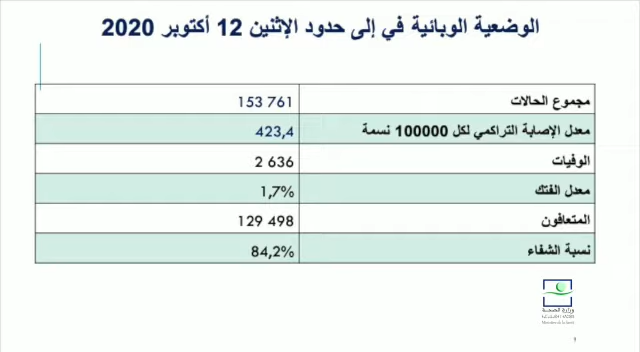 الوضعية الوبائية في إلى حدود الإثنين 12 أكتوبر 2020
مجموع الحالات 153 761
معدل الإصابة التراكمي لكل 100000 نسمة 423,4
الوفيات 2 636
معدل الفتك 1,7%
المتعافون 129 498
نسبة الشفاء 84,2%
وزارة الصحة